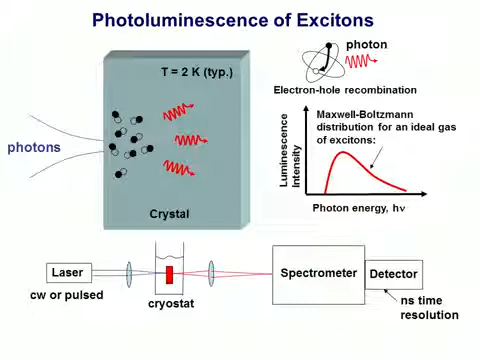 Photoluminescence of Excitons
T = 2 K (typ.)
photons
Crystal
photon
Electron-hole recombination
Maxwell-Boltzmann
distribution for an ideal gas
of excitons:
Luminescence
Intensity
Photon energy, hν
Laser
cw or pulsed
cryostat
Spectrometer
Detector
ns time
resolution